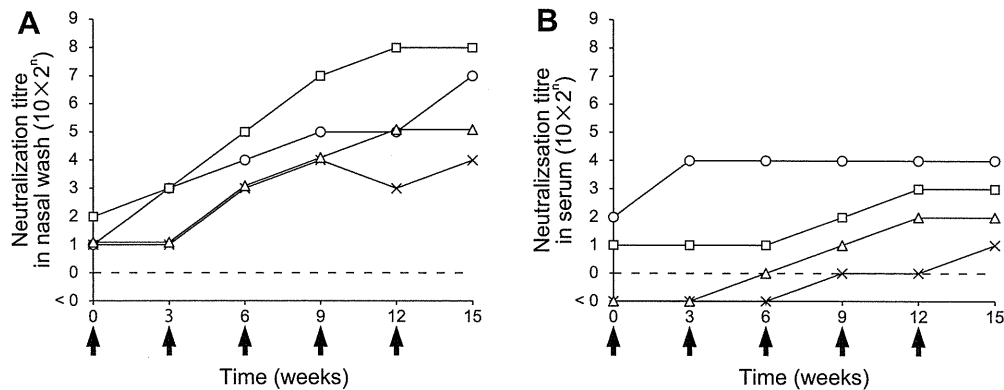 A
Neutralization titre
in nasal wash (10×2ⁿ)
9
8
7
6
5
4
3
2
1
0
< 0
0 3 6 9 12 15
Time (weeks)
B
Neutralizsation titre
in serum (10×2ⁿ)
9
8
7
6
5
4
3
2
1
0
< 0
0 3 6 9 12 15
Time (weeks)